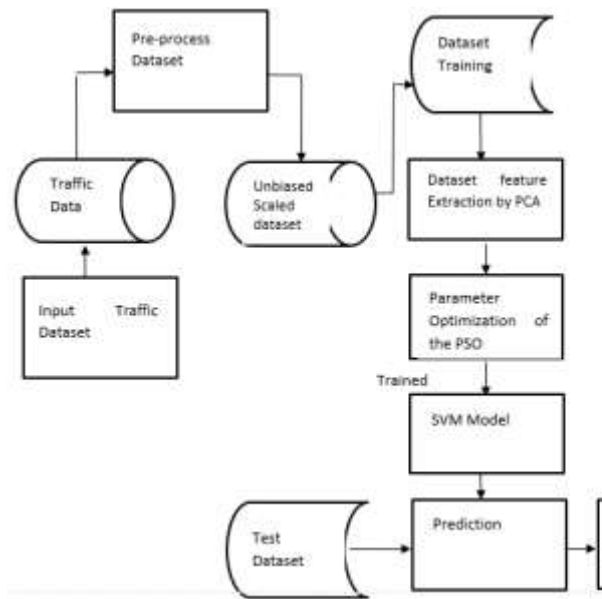 Pre-process
Dataset
Dataset
Training
Traffic
Data
Unbiased
Scaled
dataset
Dataset feature
Extraction by PCA
Input Traffic
Dataset
Parameter
Optimization of
the PSO
Trained
SVM Model
Test
Dataset
Prediction